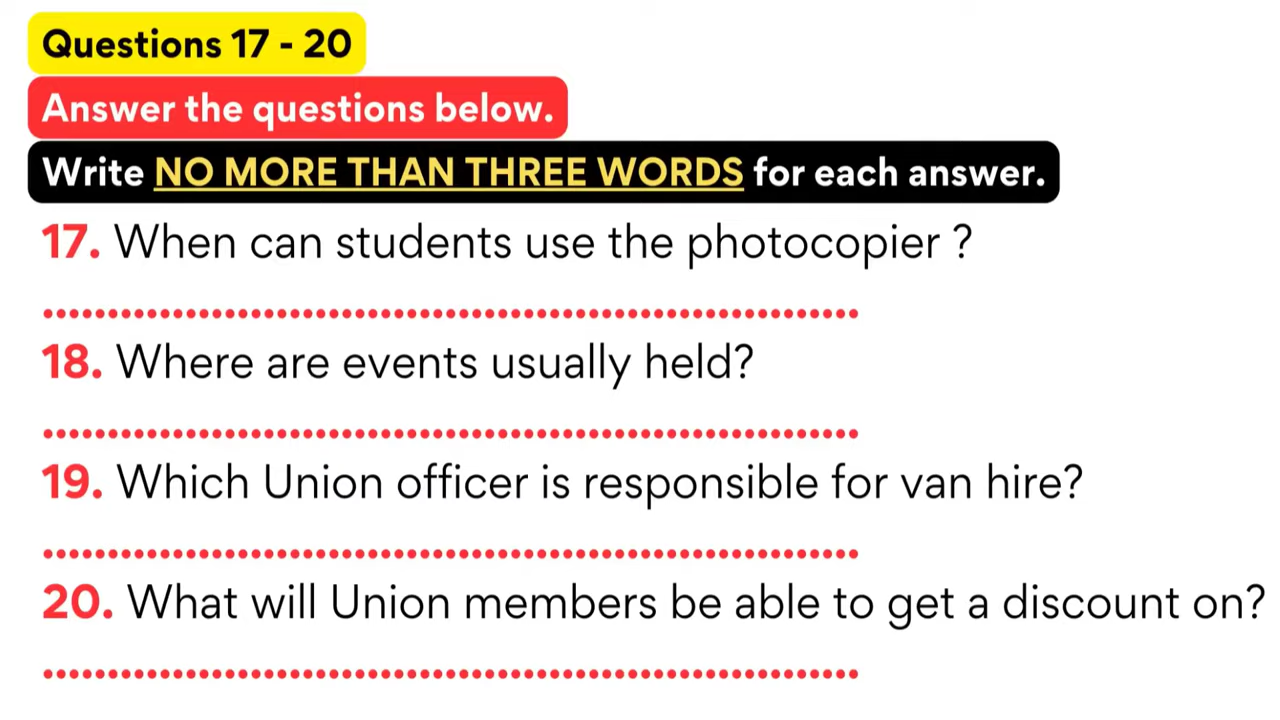 Questions 17 - 20
Answer the questions below.
Write NO MORE THAN THREE WORDS for each answer.
17. When can students use the photocopier ?
..............................................................
18. Where are events usually held?
..............................................................
19. Which Union officer is responsible for van hire?
..............................................................
20. What will Union members be able to get a discount on?
..............................................................